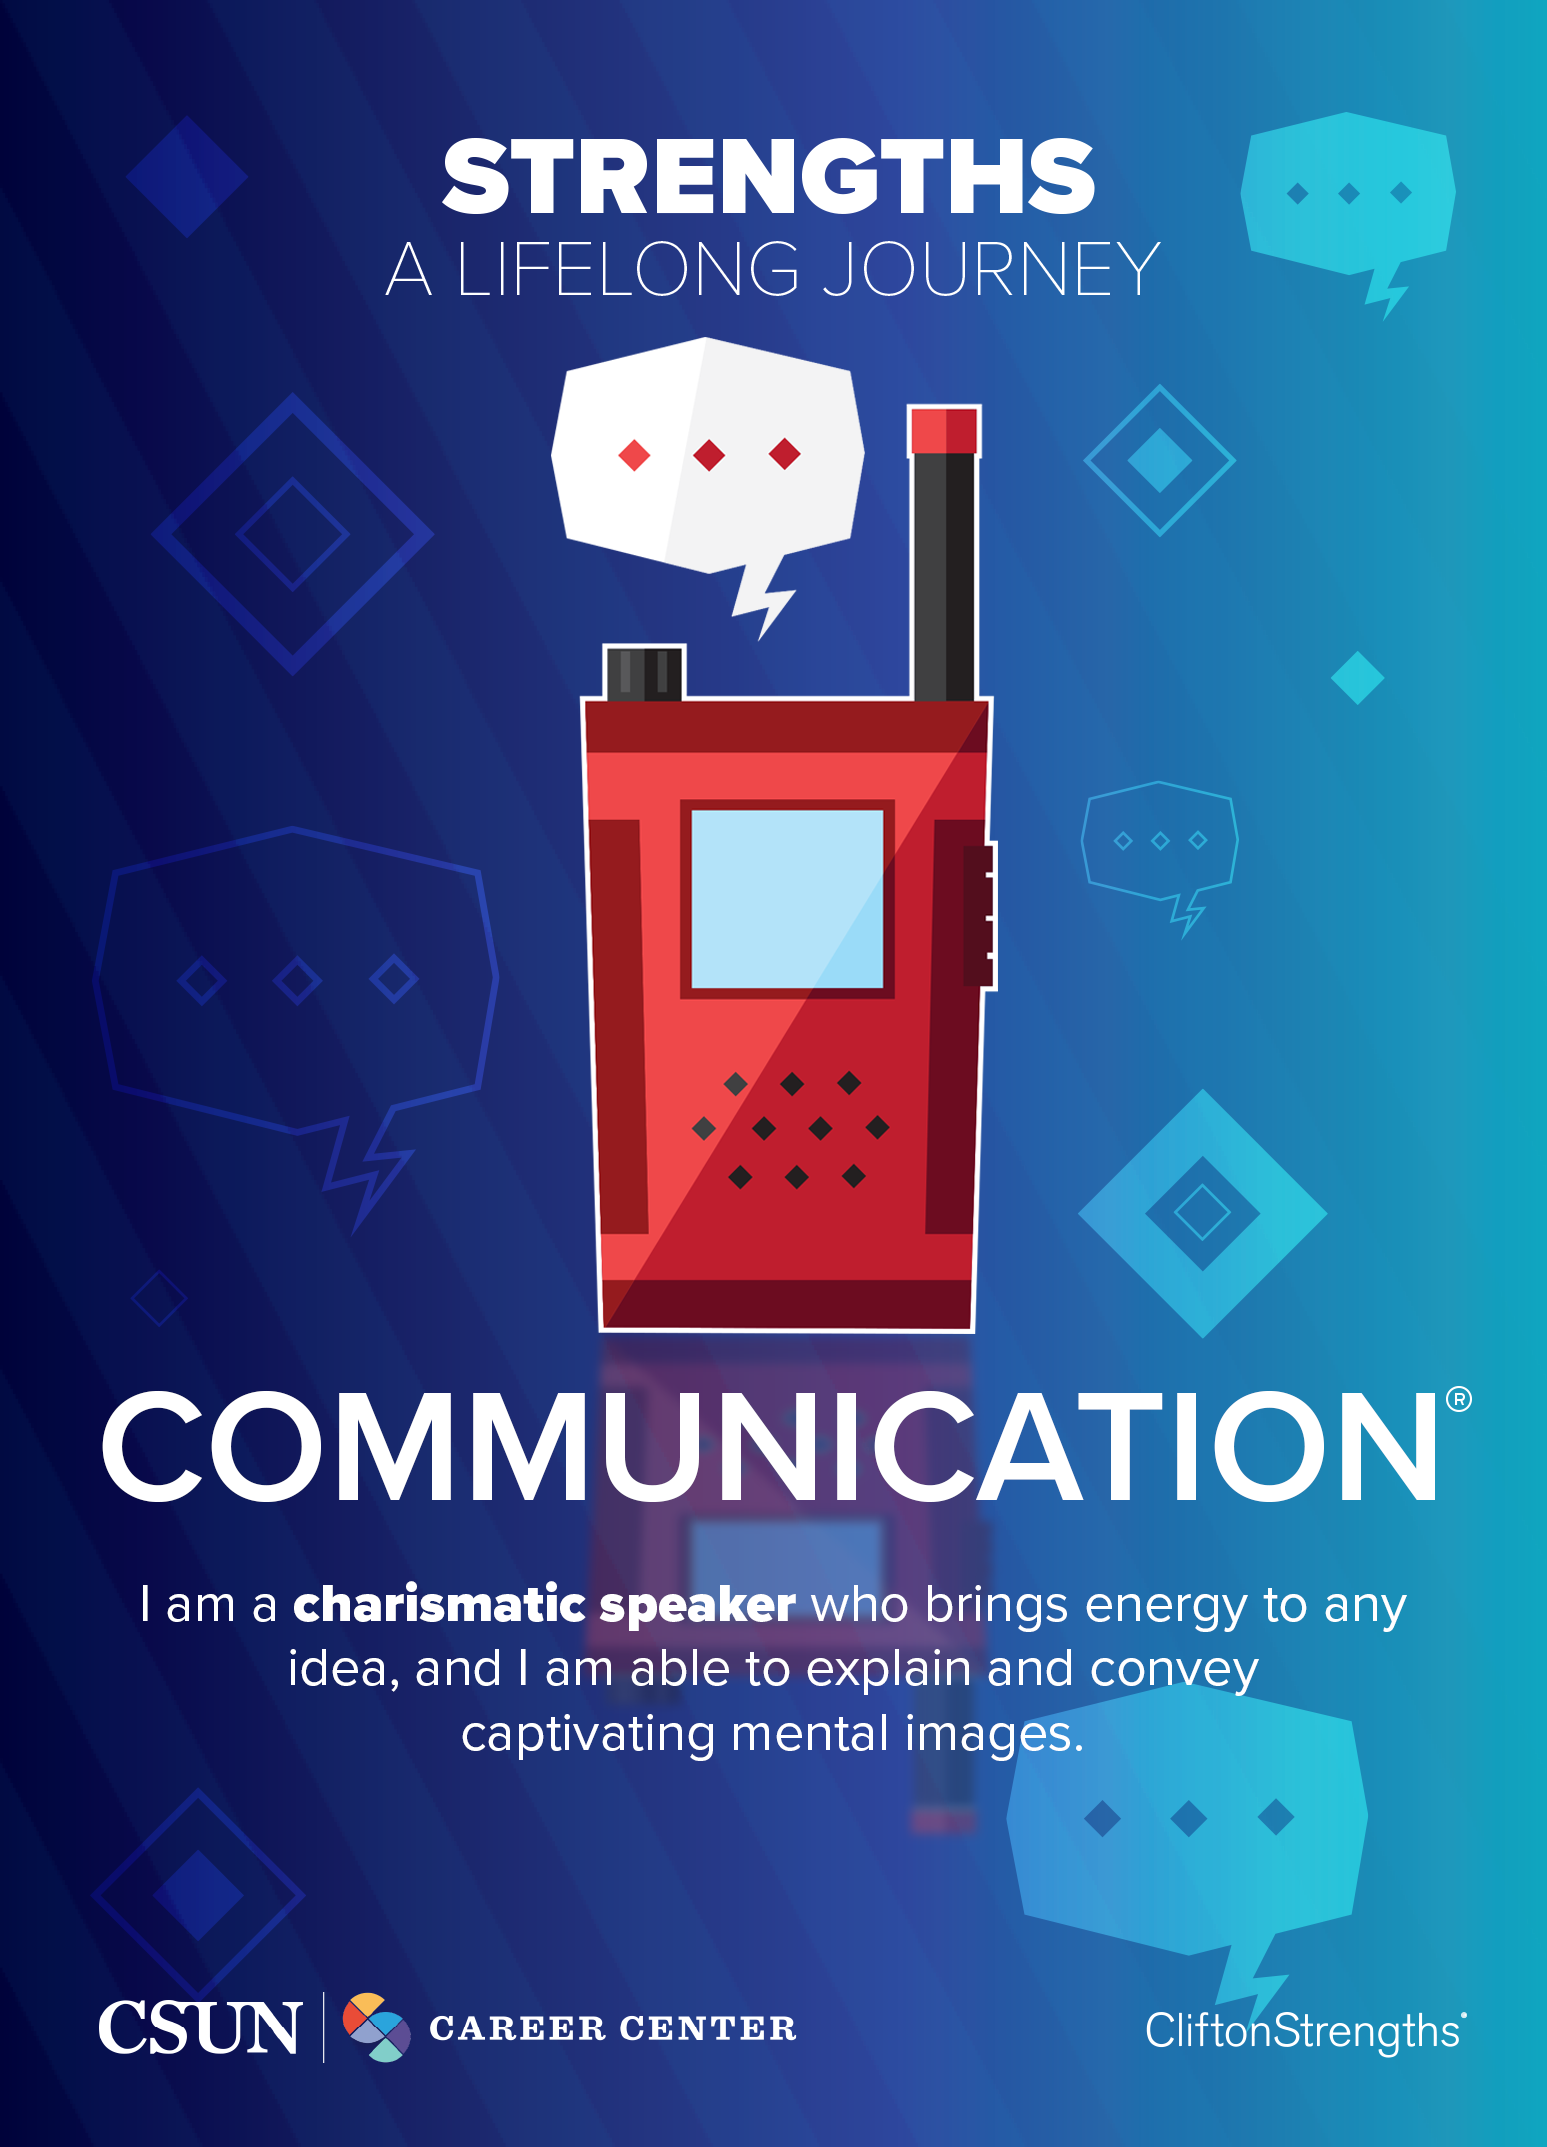 STRENGTHS
A LIFELONG JOURNEY
COMMUNICATION®
I am a charismatic speaker who brings energy to any
idea, and I am able to explain and convey
captivating mental images.
CSUN | CAREER CENTER
CliftonStrengths®